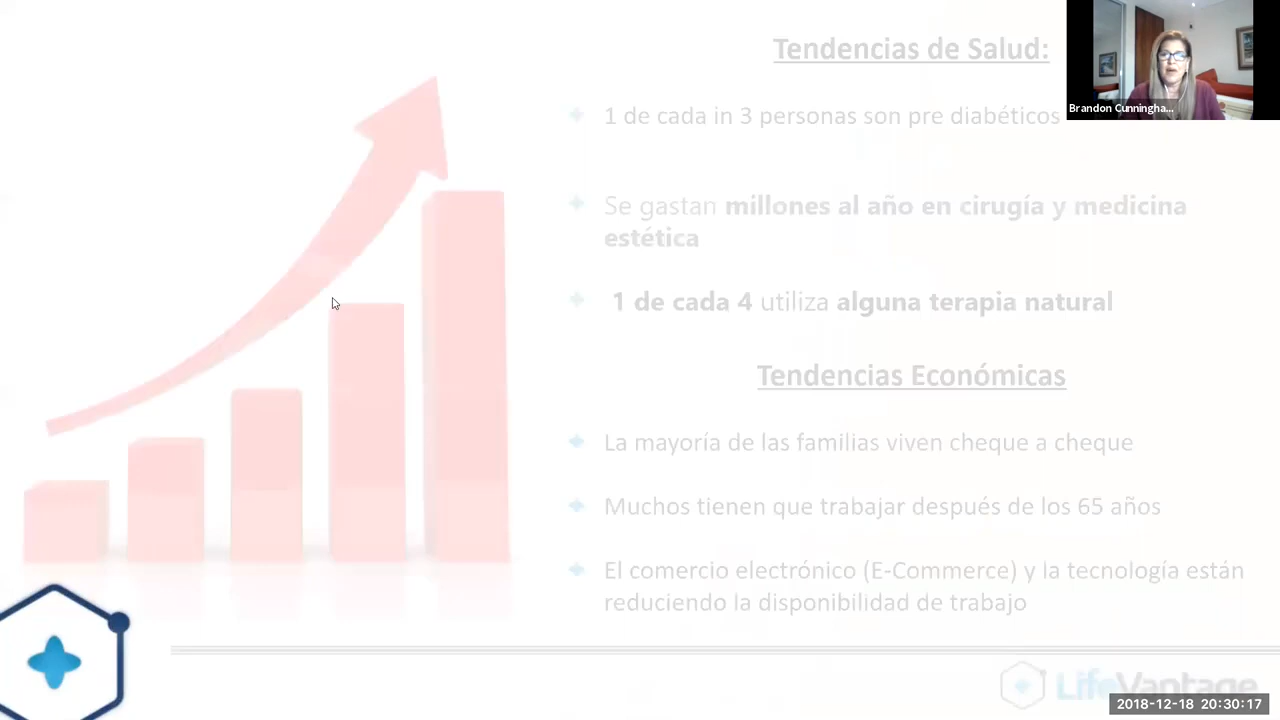 Tendencias de Salud:
Brandon Cunningha...
1 de cada in 3 personas son pre diabéticos
Se gastan millones al año en cirugía y medicina
estética
1 de cada 4 utiliza alguna terapia natural
Tendencias Económicas
La mayoría de las familias viven cheque a cheque
Muchos tienen que trabajar después de los 65 años
El comercio electrónico (E-Commerce) y la tecnología están
reduciendo la disponibilidad de trabajo
LifeVantage
2018-12-18 20:30:17